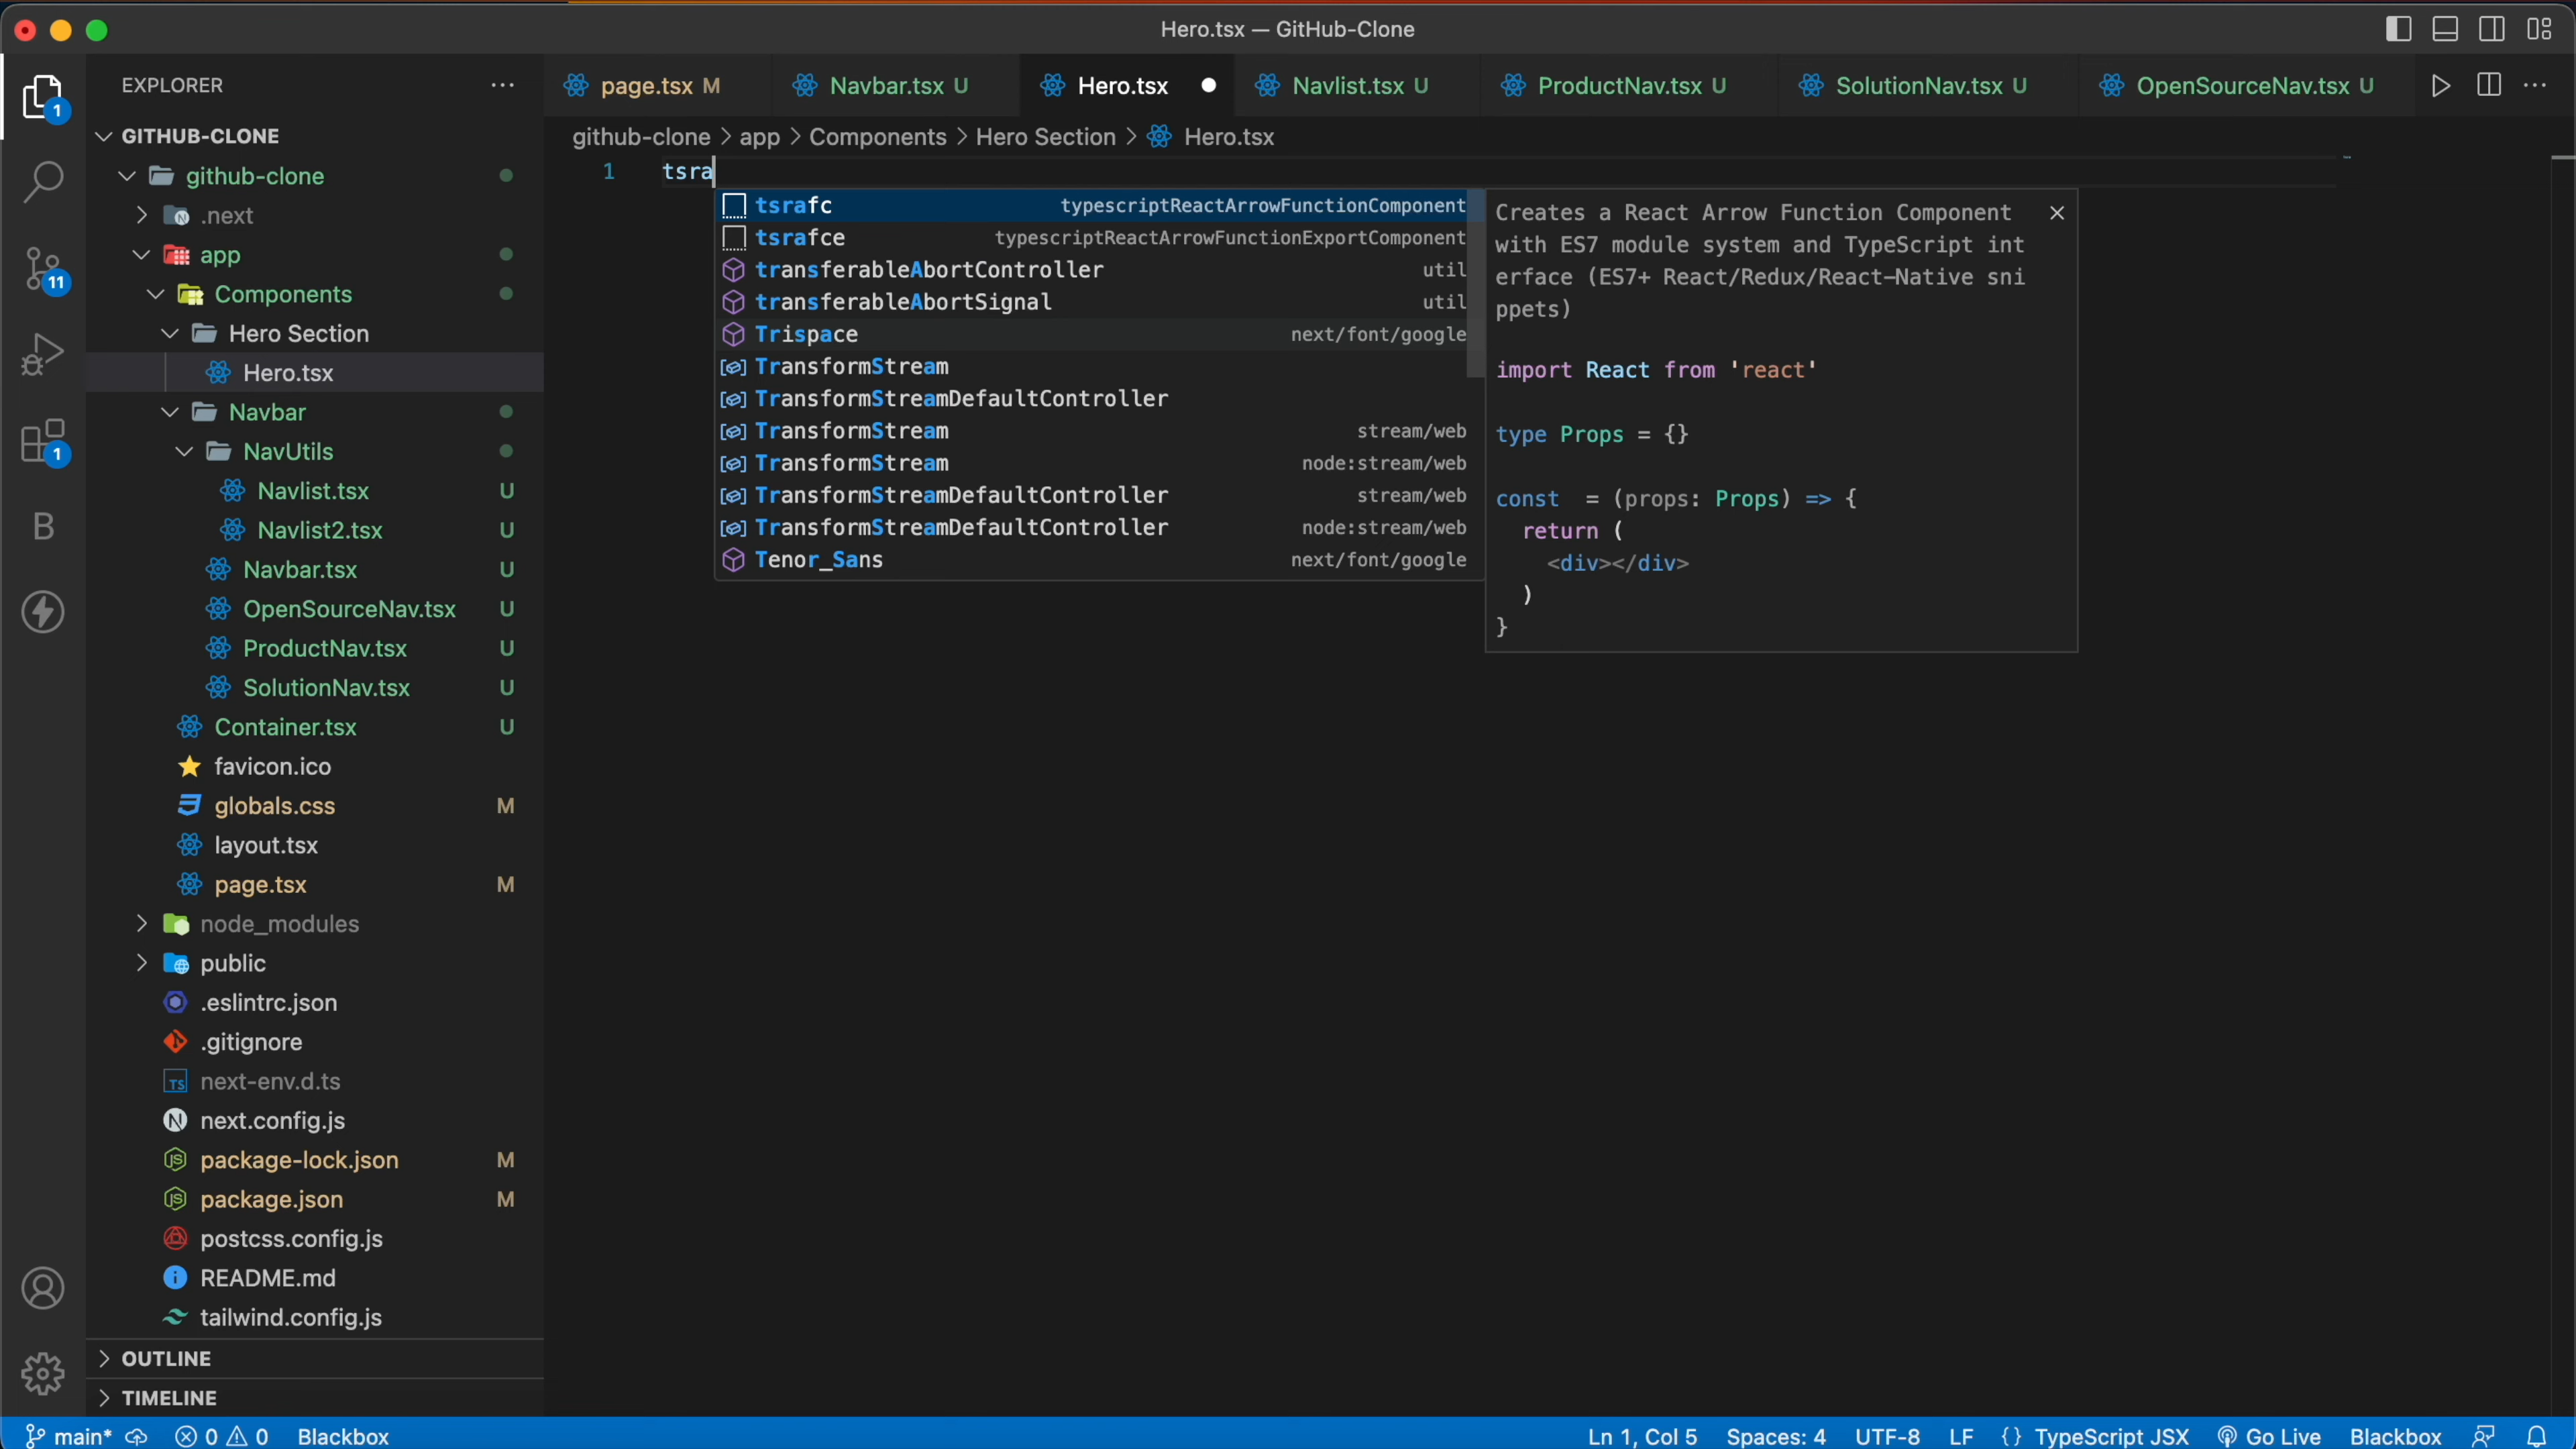 Hero.tsx — GitHub-Clone
EXPLORER
page.tsx M
Navbar.tsx U
Hero.tsx
Navlist.tsx U
ProductNav.tsx U
SolutionNav.tsx U
OpenSourceNav.tsx U
github-clone > app > Components > Hero Section > Hero.tsx
1
GITHUB-CLONE
github-clone
.next
app
Components
Hero Section
Hero.tsx
Navbar
NavUtils
Navlist.tsx U
Navlist2.tsx U
Navbar.tsx U
OpenSourceNav.tsx U
ProductNav.tsx U
SolutionNav.tsx U
Container.tsx U
favicon.ico
globals.css M
layout.tsx
page.tsx M
node_modules
public
.eslintrc.json
.gitignore
next-env.d.ts
next.config.js
package-lock.json M
package.json M
postcss.config.js
README.md
tailwind.config.js
OUTLINE
TIMELINE
1
11
1
B
tsra
tsrafc typescriptReactArrowFunctionComponent
tsrafce typescriptReactArrowFunctionExportComponent
transferableAbortController util
transferableAbortSignal util
Trispace next/font/google
TransformStream
TransformStreamDefaultController
TransformStream stream/web
TransformStream node:stream/web
TransformStreamDefaultController stream/web
TransformStreamDefaultController node:stream/web
Tenor_Sans next/font/google
Creates a React Arrow Function Component
with ES7 module system and TypeScript int
erface (ES7+ React/Redux/React-Native sni
ppets)
import React from 'react'
type Props = {}
const  = (props: Props) => {
return (
<div></div>
)
}
main* 0 0 Blackbox
Ln 1, Col 5 Spaces: 4 UTF-8 LF {} TypeScript JSX Go Live Blackbox